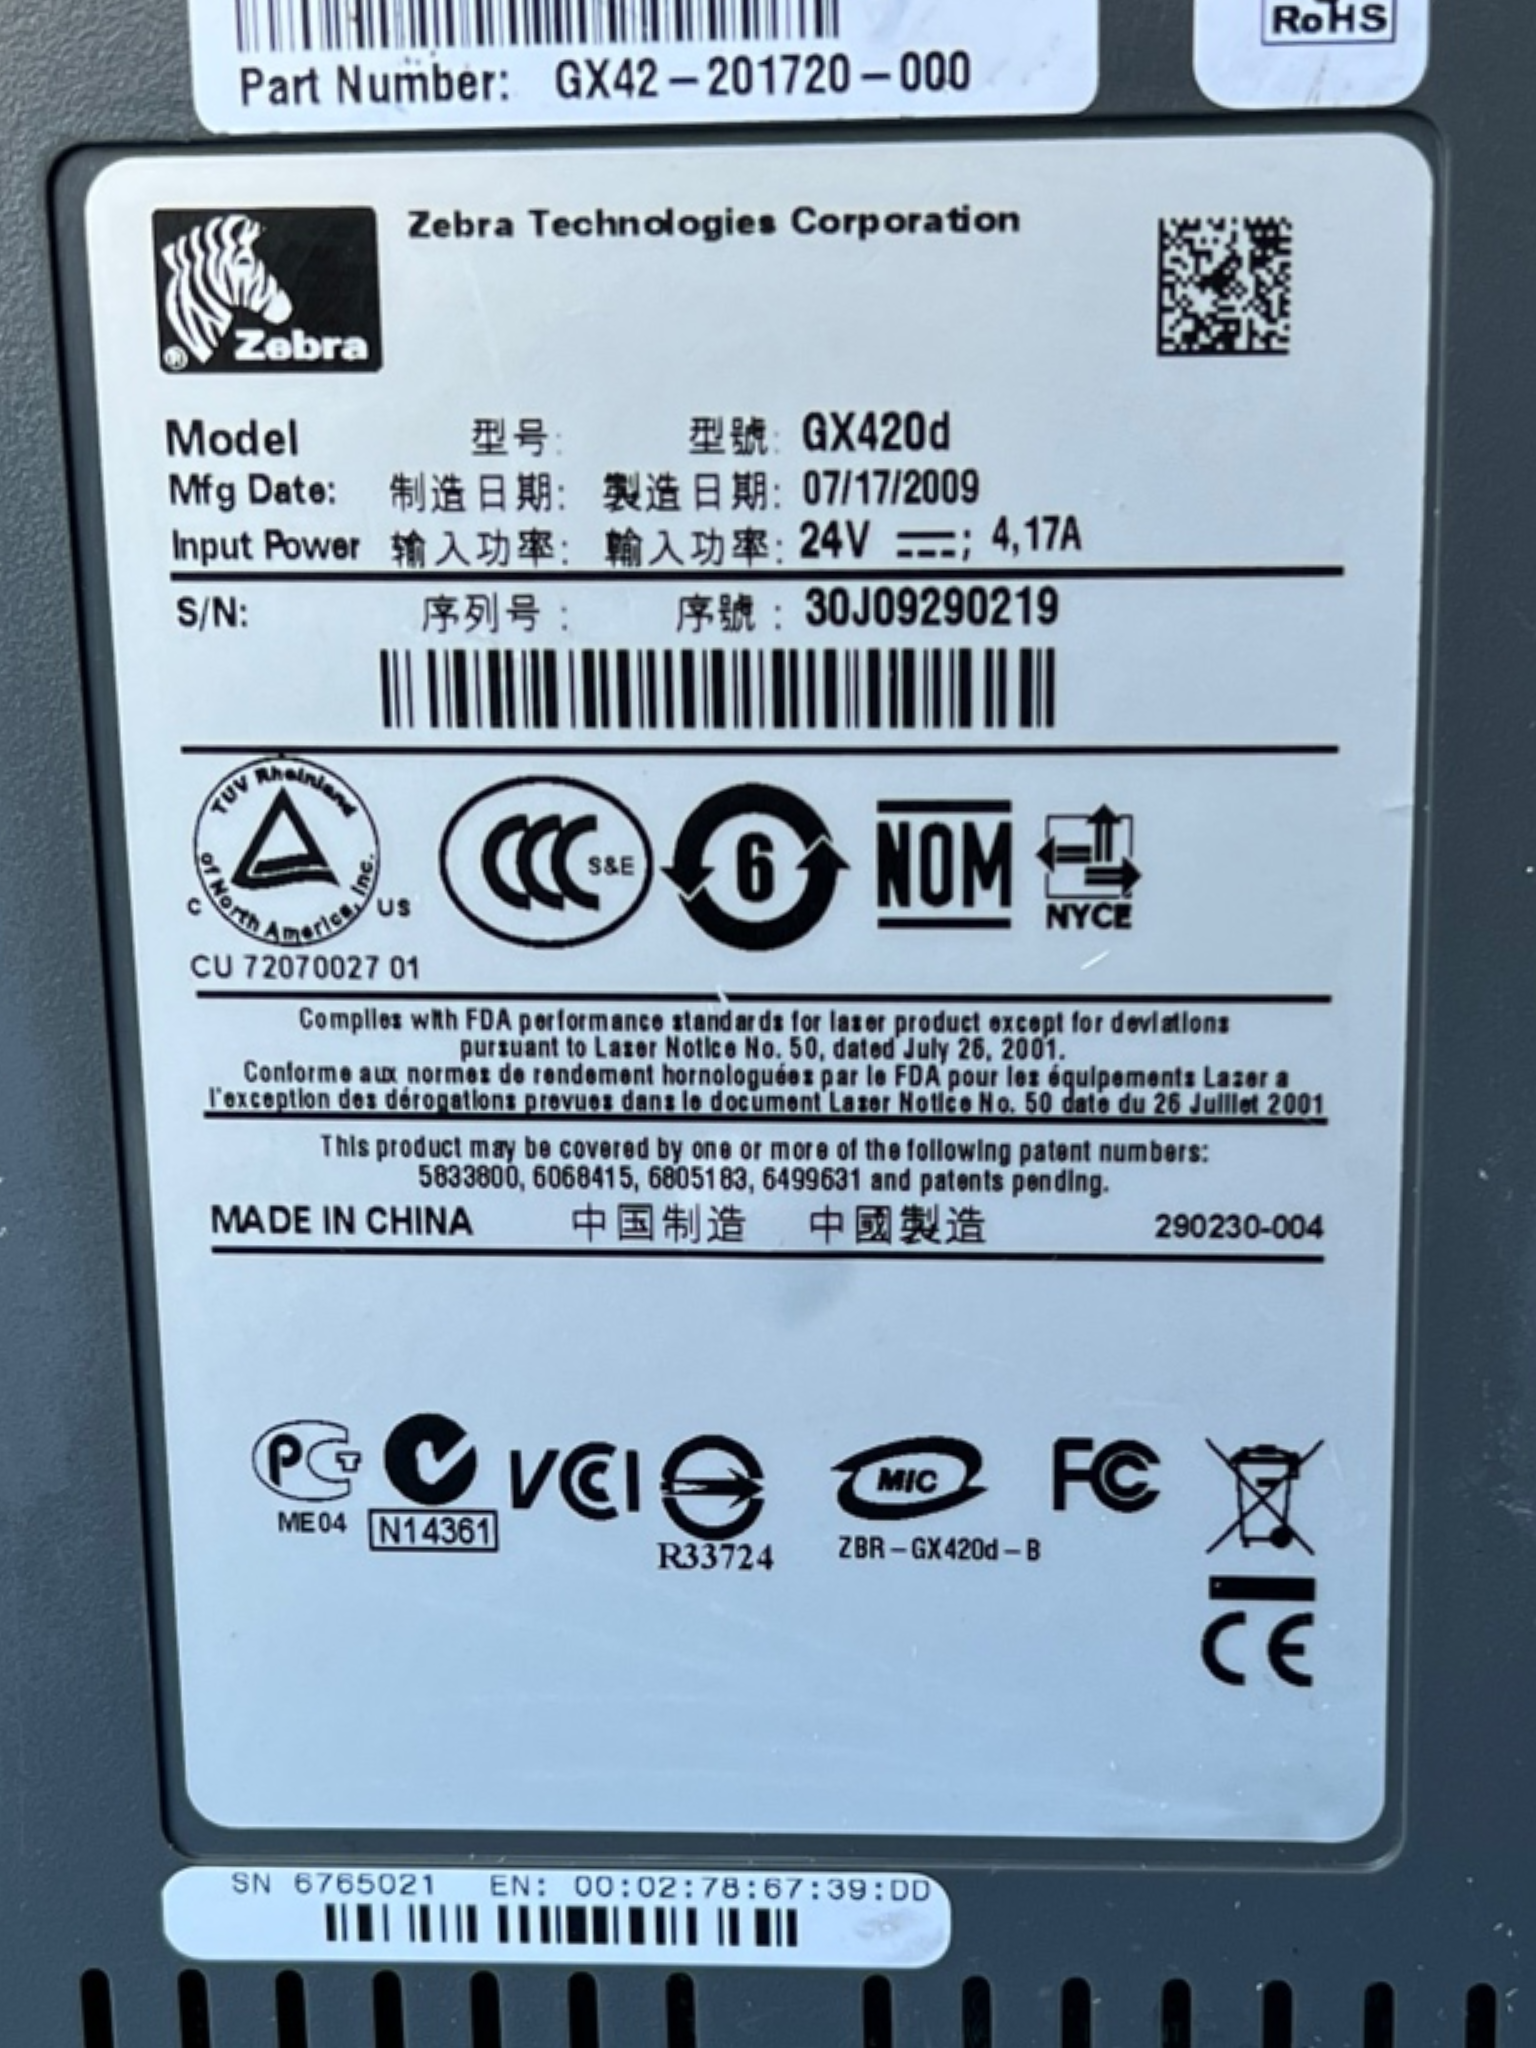 RoHS
Part Number: GX42-201720-000
Zebra Technologies Corporation
® Zebra
Model 型号: 型號: GX420d
Mfg Date: 制造日期: 製造日期: 07/17/2009
Input Power 输入功率: 輸入功率: 24V ⎓; 4,17A
S/N: 序列号: 序號: 30J09290219
TUV Rheinland of North America, Inc.
C US
CCC S&E
6
NOM
NYCE
CU 72070027 01
Complies with FDA performance standards for laser product except for deviations
pursuant to Laser Notice No. 50, dated July 26, 2001.
Conforme aux normes de rendement hornologuées par le FDA pour les équipements Laser a
l'exception des dérogations prevues dans le document Laser Notice No. 50 date du 26 Juillet 2001
This product may be covered by one or more of the following patent numbers:
5833800, 6068415, 6805183, 6499631 and patents pending.
MADE IN CHINA 中国制造 中國製造 290230-004
PCT
ME04
N14361
VCCI
R33724
MIC
ZBR-GX420d-B
FC
CE
SN 6765021 EN: 00:02:78:67:39:DD